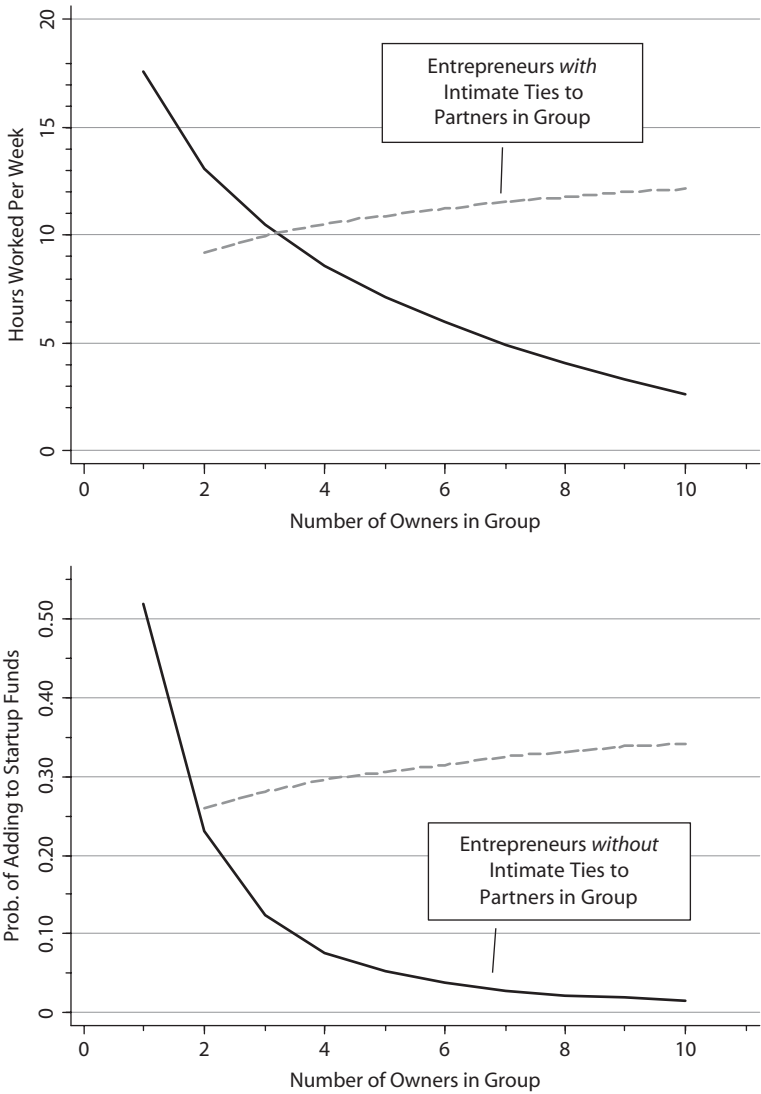 20
15
10
5
0
Hours Worked Per Week
Entrepreneurs with
Intimate Ties to
Partners in Group
0 2 4 6 8 10
Number of Owners in Group
0.50
0.40
0.30
0.20
0.10
0
Prob. of Adding to Startup Funds
Entrepreneurs without
Intimate Ties to
Partners in Group
0 2 4 6 8 10
Number of Owners in Group